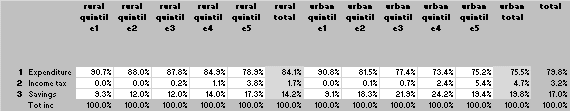 rural rural rural rural rural rural urban urban urban urban urban urban total
quintil quintil quintil quintil quintil total quintil quintil quintil quintil quintil total
e1 e2 e3 e4 e5 e1 e2 e3 e4 e5
1 Expenditure 90.7% 88.0% 87.8% 84.9% 78.9% 84.1% 90.8% 81.5% 77.4% 73.4% 75.2% 75.5% 79.8%
2 Income tax 0.0% 0.0% 0.2% 1.1% 3.8% 1.7% 0.0% 0.1% 0.7% 2.4% 5.4% 4.7% 3.2%
3 Savings 9.3% 12.0% 12.0% 14.0% 17.3% 14.2% 9.1% 18.3% 21.9% 24.2% 19.4% 19.8% 17.0%
Tot inc 100.0% 100.0% 100.0% 100.0% 100.0% 100.0% 100.0% 100.0% 100.0% 100.0% 100.0% 100.0% 100.0%